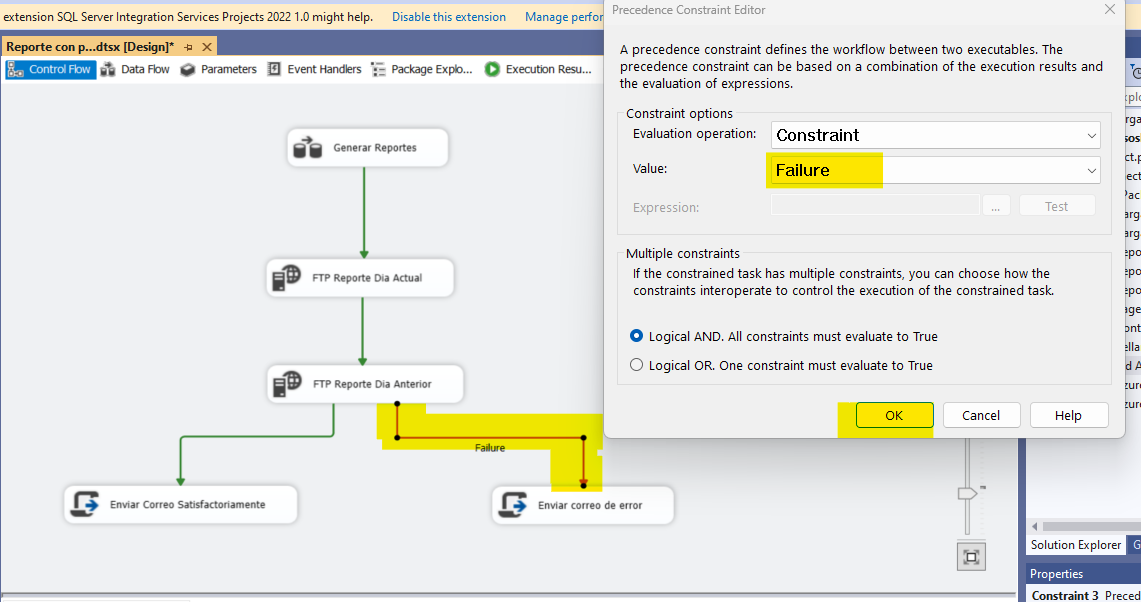 extension SQL Server Integration Services Projects 2022 1.0 might help. Disable this extension Manage perfor
Reporte con p...dtsx [Design]*
Control Flow Data Flow Parameters Event Handlers Package Explo... Execution Resu...
Generar Reportes
FTP Reporte Dia Actual
FTP Reporte Dia Anterior
Failure
Enviar Correo Satisfactoriamente
Enviar correo de error
Precedence Constraint Editor
A precedence constraint defines the workflow between two executables. The
precedence constraint can be based on a combination of the execution results and
the evaluation of expressions.
Constraint options
Evaluation operation: Constraint
Value: Failure
Expression: ... Test
Multiple constraints
If the constrained task has multiple constraints, you can choose how the
constraints interoperate to control the execution of the constrained task.
Logical AND. All constraints must evaluate to True
Logical OR. One constraint must evaluate to True
OK Cancel Help
Solution Explorer G
Properties
Constraint 3 Preced